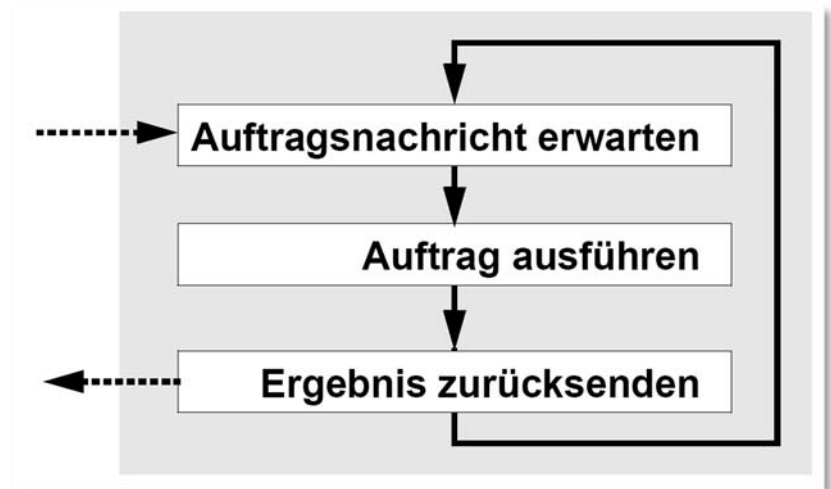 Auftragsnachricht erwarten
Auftrag ausführen
Ergebnis zurücksenden